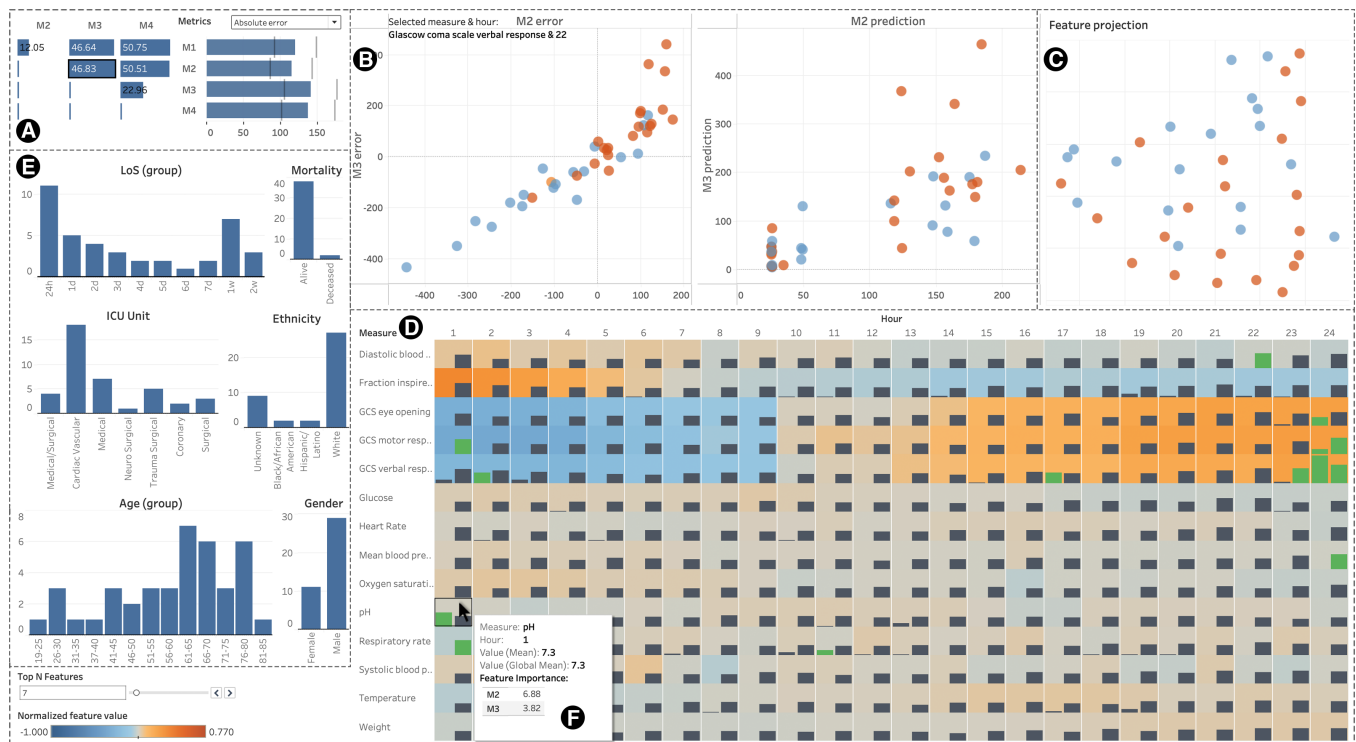 M2
M3
M4
Metrics
Absolute error
12.05
46.64
50.75
M1
46.83
50.51
M2
22.96
M3
M4
0
50
100
150
A
Selected measure & hour:
Glascow coma scale verbal response & 22
M2 error
B
M3 error
200
0
-200
-400
-400
-300
-200
-100
0
100
200
M2 prediction
M3 prediction
400
300
200
100
0
0
50
100
150
200
Feature projection
C
E
LoS (group)
10
5
0
24h
1d
2d
3d
4d
5d
6d
7d
1w
2w
Mortality
40
30
20
10
0
Alive
Deceased
ICU Unit
15
10
5
0
Medical/Surgical
Cardiac Vascular
Medical
Neuro Surgical
Trauma Surgical
Coronary
Surgical
Ethnicity
20
10
0
Unknown
Black/African
American
Hispanic/
Latino
White
Age (group)
8
6
4
2
0
19-25
26-30
31-35
37-40
41-45
46-50
51-55
56-60
61-65
66-70
71-75
76-80
81-85
Gender
30
20
10
0
Female
Male
Top N Features
7
Normalized feature value
-1.000
0.770
Measure
D
Hour
1 2 3 4 5 6 7 8 9 10 11 12 13 14 15 16 17 18 19 20 21 22 23 24
Diastolic blood ..
Fraction inspire..
GCS eye opening
GCS motor resp..
GCS verbal resp..
Glucose
Heart Rate
Mean blood pre..
Oxygen saturati..
pH
Respiratory rate
Systolic blood p..
Temperature
Weight
Measure: pH
Hour: 1
Value (Mean): 7.3
Value (Global Mean): 7.3
Feature Importance:
M2 6.88
M3 3.82
F